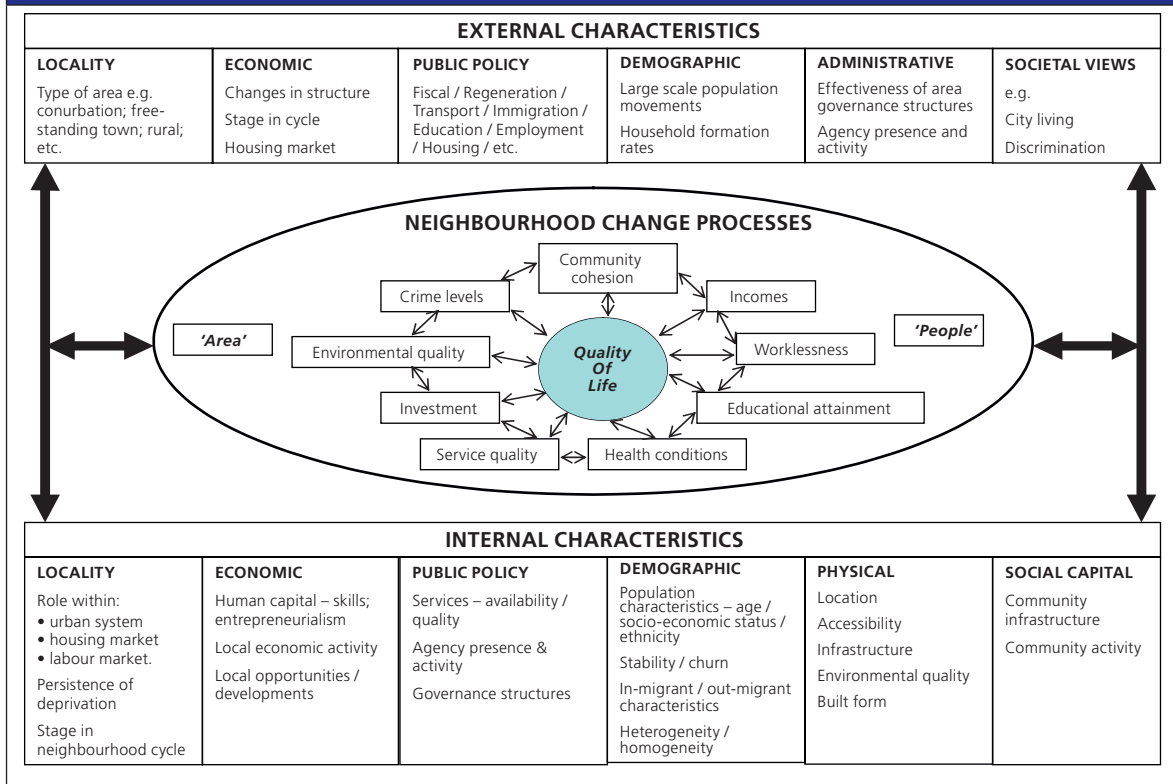 EXTERNAL CHARACTERISTICS
LOCALITY
Type of area e.g.
conurbation; free-
standing town; rural;
etc.
ECONOMIC
Changes in structure
Stage in cycle
Housing market
PUBLIC POLICY
Fiscal / Regeneration /
Transport / Immigration /
Education / Employment
/ Housing / etc.
DEMOGRAPHIC
Large scale population
movements
Household formation
rates
ADMINISTRATIVE
Effectiveness of area
governance structures
Agency presence and
activity
SOCIETAL VIEWS
e.g.
City living
Discrimination
NEIGHBOURHOOD CHANGE PROCESSES
Community
cohesion
Crime levels
Incomes
'Area'
'People'
Environmental quality
Quality
Of
Life
Worklessness
Investment
Educational attainment
Service quality
Health conditions
INTERNAL CHARACTERISTICS
LOCALITY
Role within:
• urban system
• housing market
• labour market.
Persistence of
deprivation
Stage in
neighbourhood cycle
ECONOMIC
Human capital – skills;
entrepreneurialism
Local economic activity
Local opportunities /
developments
PUBLIC POLICY
Services – availability /
quality
Agency presence &
activity
Governance structures
DEMOGRAPHIC
Population
characteristics – age /
socio-economic status /
ethnicity
Stability / churn
In-migrant / out-migrant
characteristics
Heterogeneity /
homogeneity
PHYSICAL
Location
Accessibility
Infrastructure
Environmental quality
Built form
SOCIAL CAPITAL
Community
infrastructure
Community activity